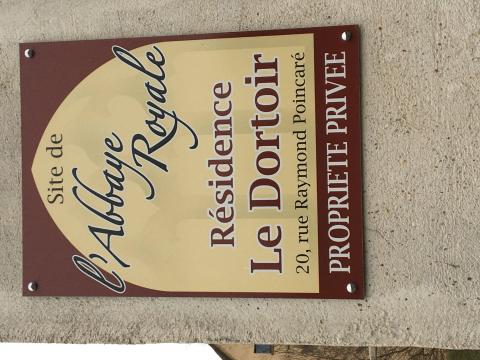 Site de
l'Abbaye
Royale
Résidence
Le Dortoir
20, rue Raymond Poincaré
PROPRIETE PRIVEE